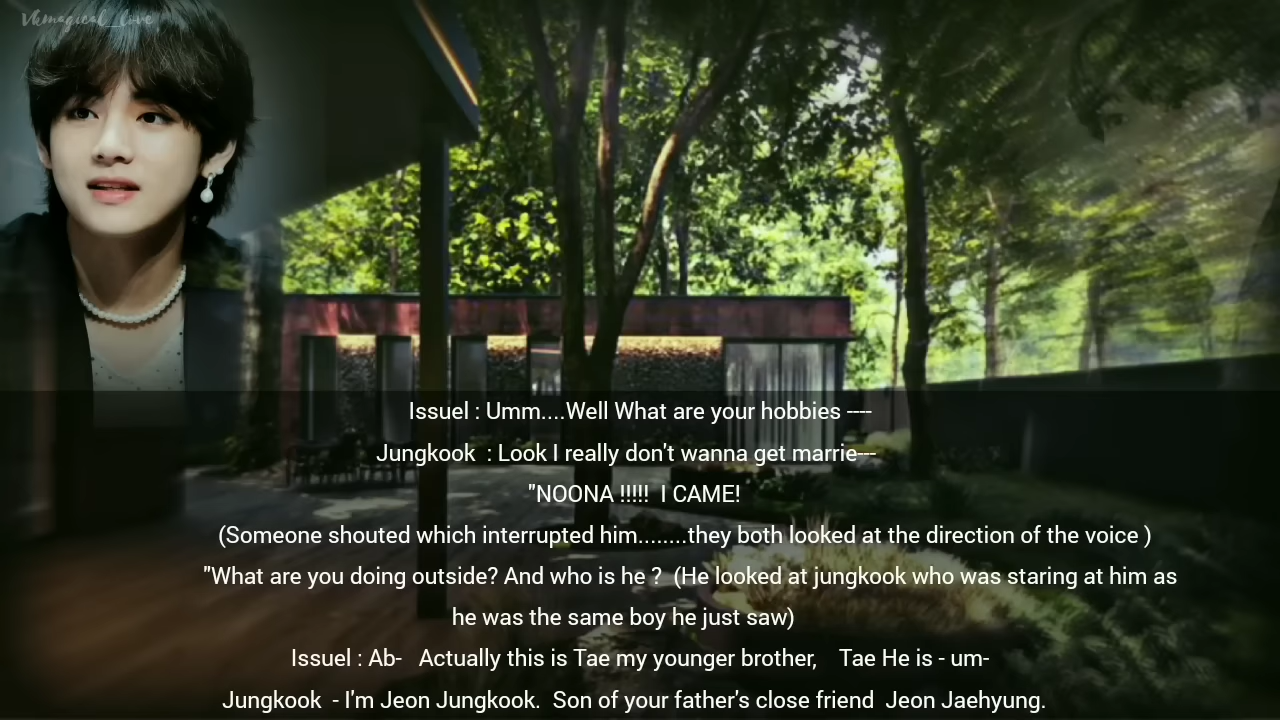 Vkmagical_love
Issuel : Umm....Well What are your hobbies ----
Jungkook  : Look I really don't wanna get marrie---
"NOONA !!!!!  I CAME!
(Someone shouted which interrupted him........they both looked at the direction of the voice )
"What are you doing outside? And who is he ?  (He looked at jungkook who was staring at him as
he was the same boy he just saw)
Issuel : Ab-   Actually this is Tae my younger brother,    Tae He is - um-
Jungkook  - I'm Jeon Jungkook.  Son of your father's close friend  Jeon Jaehyung.